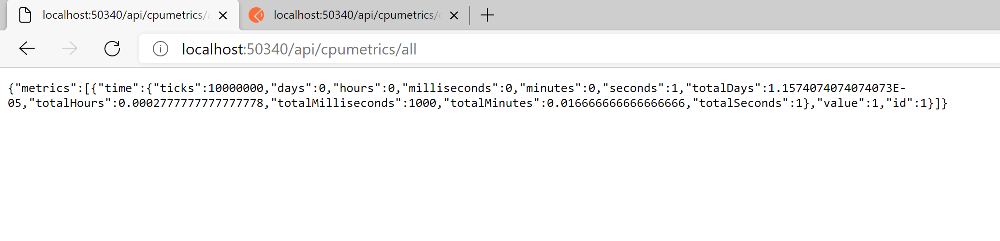 localhost:50340/api/cpumetrics/ localhost:50340/api/cpumetrics/
localhost:50340/api/cpumetrics/all
{"metrics":[{"time":{"ticks":10000000,"days":0,"hours":0,"milliseconds":0,"minutes":0,"seconds":1,"totalDays":1.1574074074074073E-
05,"totalHours":0.0002777777777777778,"totalMilliseconds":1000,"totalMinutes":0.016666666666666666,"totalSeconds":1},"value":1,"id":1}]}